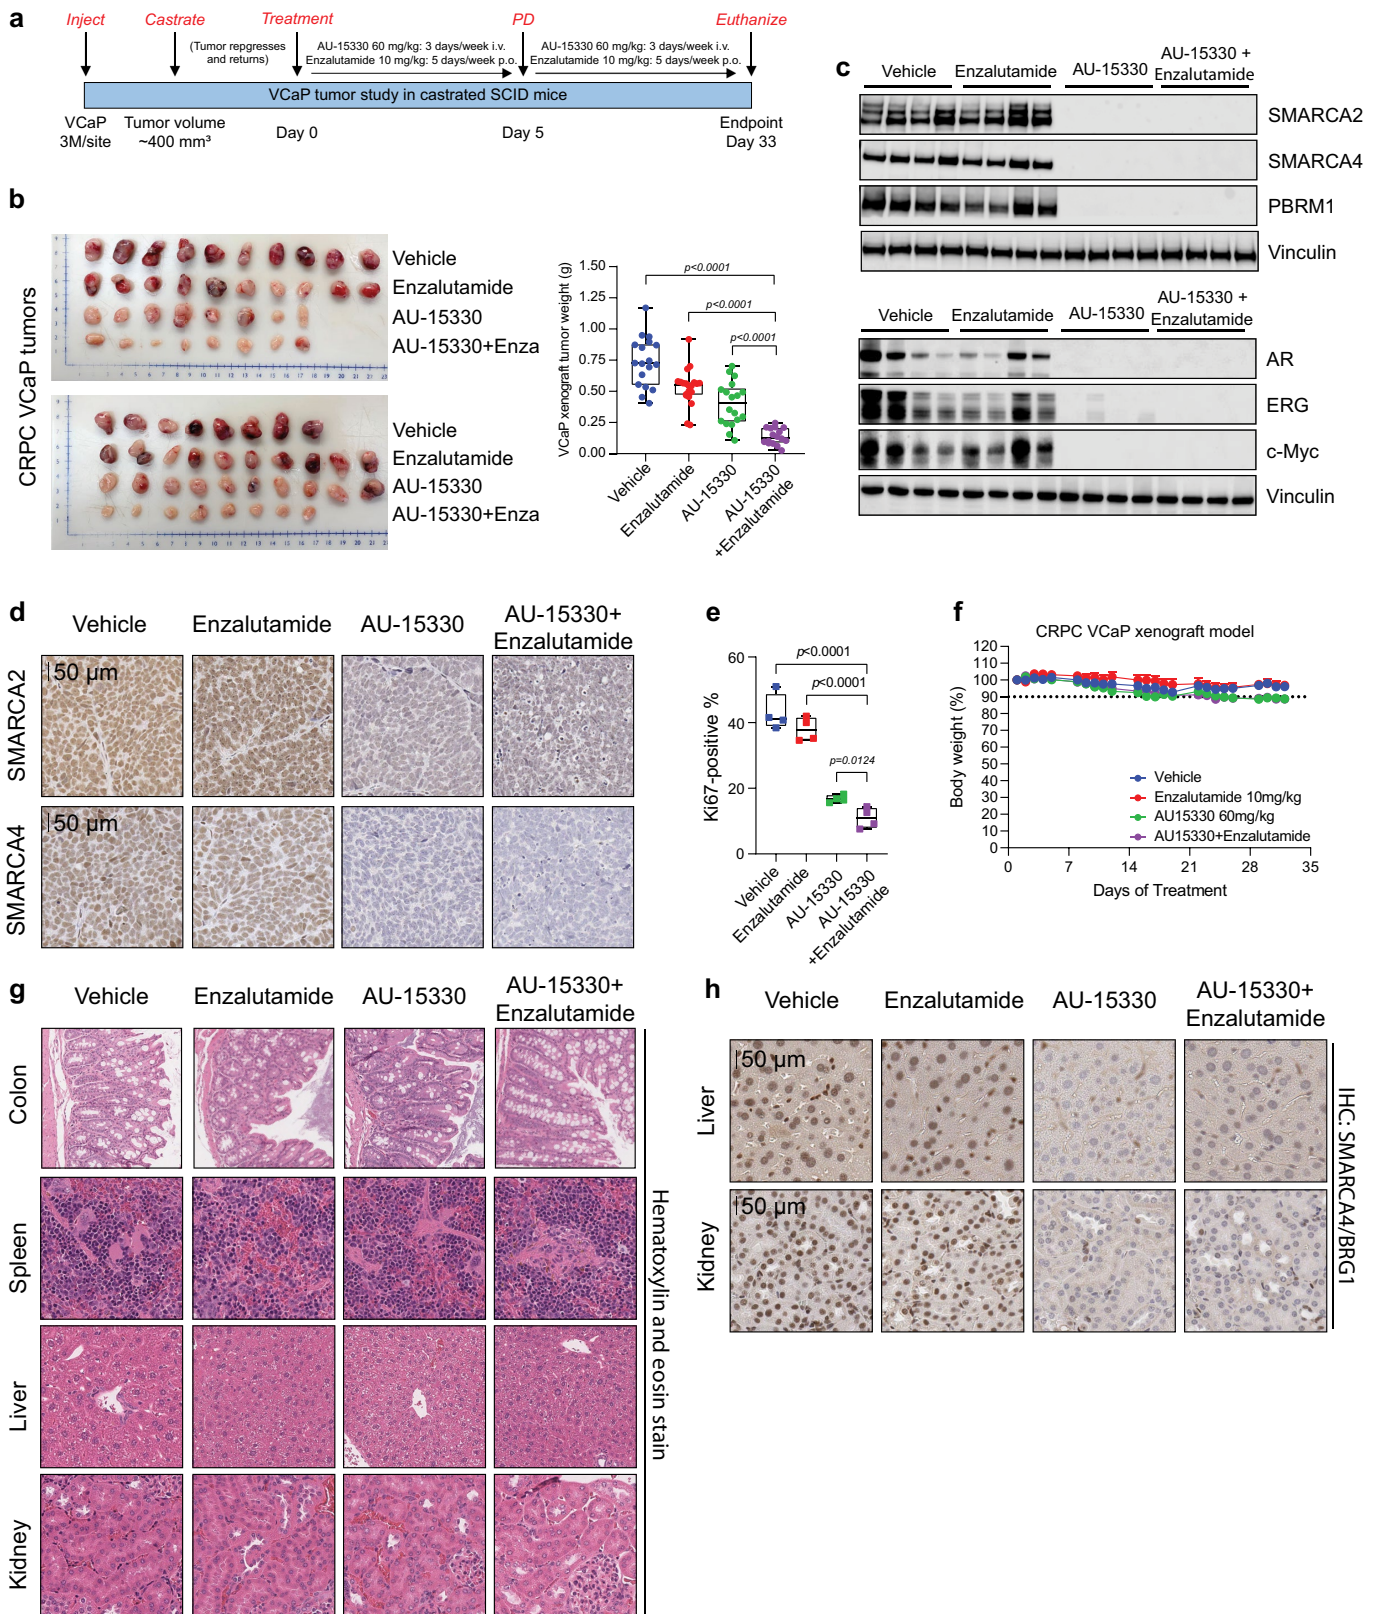 a
Inject
Castrate
Treatment
PD
Euthanize
(Tumor repgresses
and returns)
AU-15330 60 mg/kg: 3 days/week i.v.
Enzalutamide 10 mg/kg: 5 days/week p.o.
AU-15330 60 mg/kg: 3 days/week i.v.
Enzalutamide 10 mg/kg: 5 days/week p.o.
VCaP tumor study in castrated SCID mice
VCaP
3M/site
Tumor volume
~400 mm³
Day 0
Day 5
Endpoint
Day 33
b
CRPC VCaP tumors
Vehicle
Enzalutamide
AU-15330
AU-15330+Enza
Vehicle
Enzalutamide
AU-15330
AU-15330+Enza
VCaP xenograft tumor weight (g)
1.50
1.25
1.00
0.75
0.50
0.25
0.00
p<0.0001
p<0.0001
p<0.0001
Vehicle
Enzalutamide
AU-15330
AU-15330
+Enzalutamide
c
Vehicle
Enzalutamide
AU-15330
AU-15330 +
Enzalutamide
SMARCA2
SMARCA4
PBRM1
Vinculin
Vehicle
Enzalutamide
AU-15330
AU-15330 +
Enzalutamide
AR
ERG
c-Myc
Vinculin
d
Vehicle
Enzalutamide
AU-15330
AU-15330+
Enzalutamide
SMARCA2
50 µm
SMARCA4
50 µm
e
Ki67-positive %
60
40
20
0
p<0.0001
p<0.0001
p=0.0124
Vehicle
Enzalutamide
AU-15330
AU-15330
+Enzalutamide
f
CRPC VCaP xenograft model
Body weight (%)
120
110
100
90
80
70
60
50
40
30
20
10
0
Vehicle
Enzalutamide 10mg/kg
AU15330 60mg/kg
AU15330+Enzalutamide
0
7
14
21
28
35
Days of Treatment
g
Vehicle
Enzalutamide
AU-15330
AU-15330+
Enzalutamide
Colon
Spleen
Liver
Kidney
Hematoxylin and eosin stain
h
Vehicle
Enzalutamide
AU-15330
AU-15330+
Enzalutamide
Liver
50 µm
Kidney
50 µm
IHC: SMARCA4/BRG1